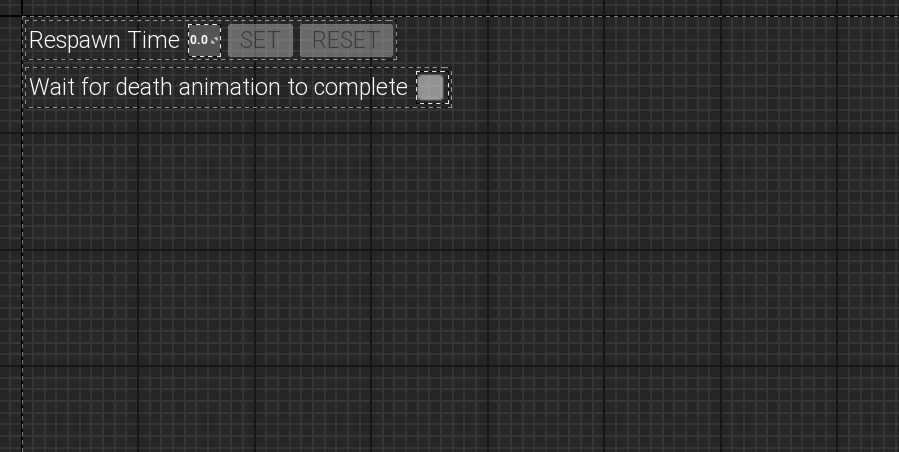 Respawn Time 0.0 SET RESET
Wait for death animation to complete